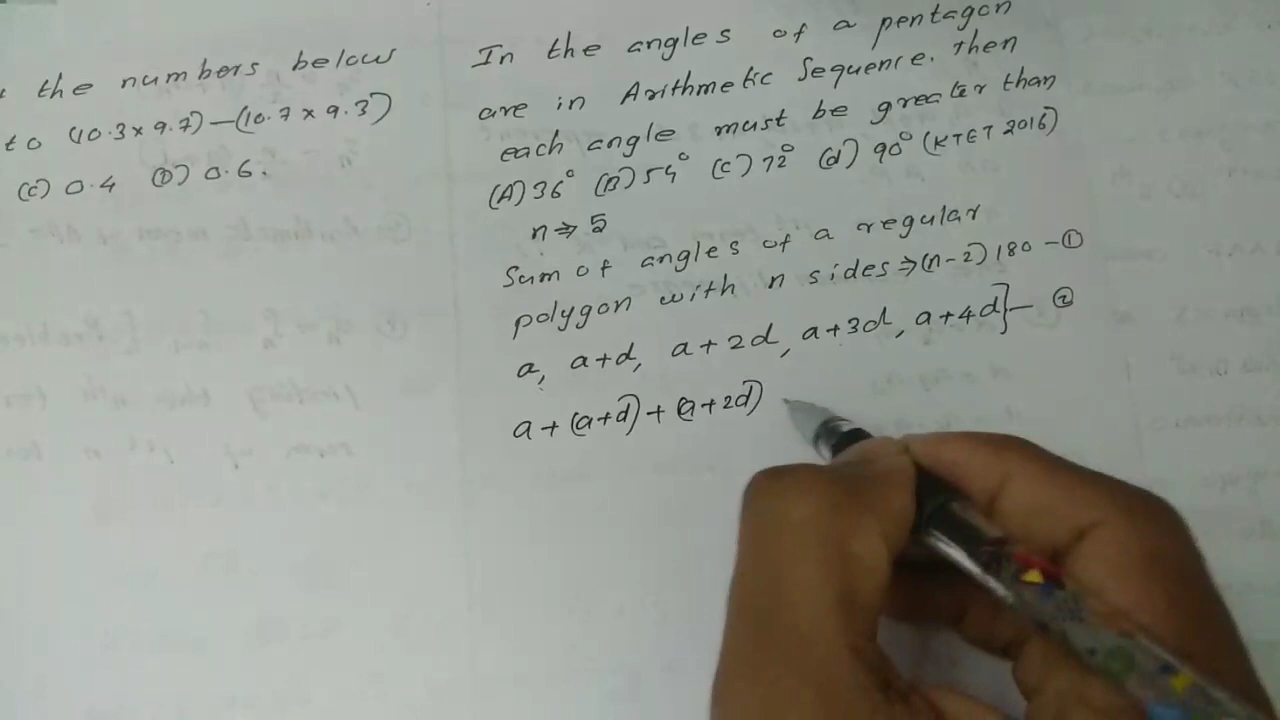 the numbers below
to (10.3×9.7)-(10.7×9.3)
(C) 0.4 (D) 0.6.
In the angles of a pentagon
are in Arithmetic Sequence. Then
each angle must be greater than
(A) 36° (B) 54° (C) 72° (d) 90° (KTET 2016)
n⇒ 5
Sum of angles of a regular
polygon with n sides ⇒ (n-2) 180 - ①
a, a+d, a+2d, a+3d, a+4d} - ②
a + (a+d) + (a+2d)